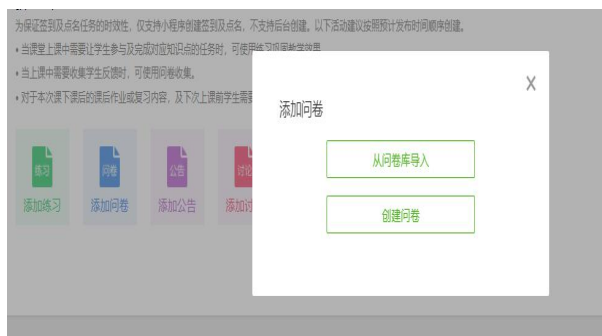 为保证签到及点名任务的时效性，仅支持小程序创建签到及点名，不支持后台创建。以下活动建议按照预计发布时间顺序创建。
• 当课堂上课中需要让学生参与及完成对应知识点的任务时，可使用练习巩固教学效果
• 当上课中需要收集学生反馈时，可使用问卷收集。
• 对于本次课下课后的课后作业或复习内容，及下次上课前学生需要
X
添加问卷
从问卷库导入
创建问卷
练习
问卷
公告
讨论
添加练习
添加问卷
添加公告
添加讨